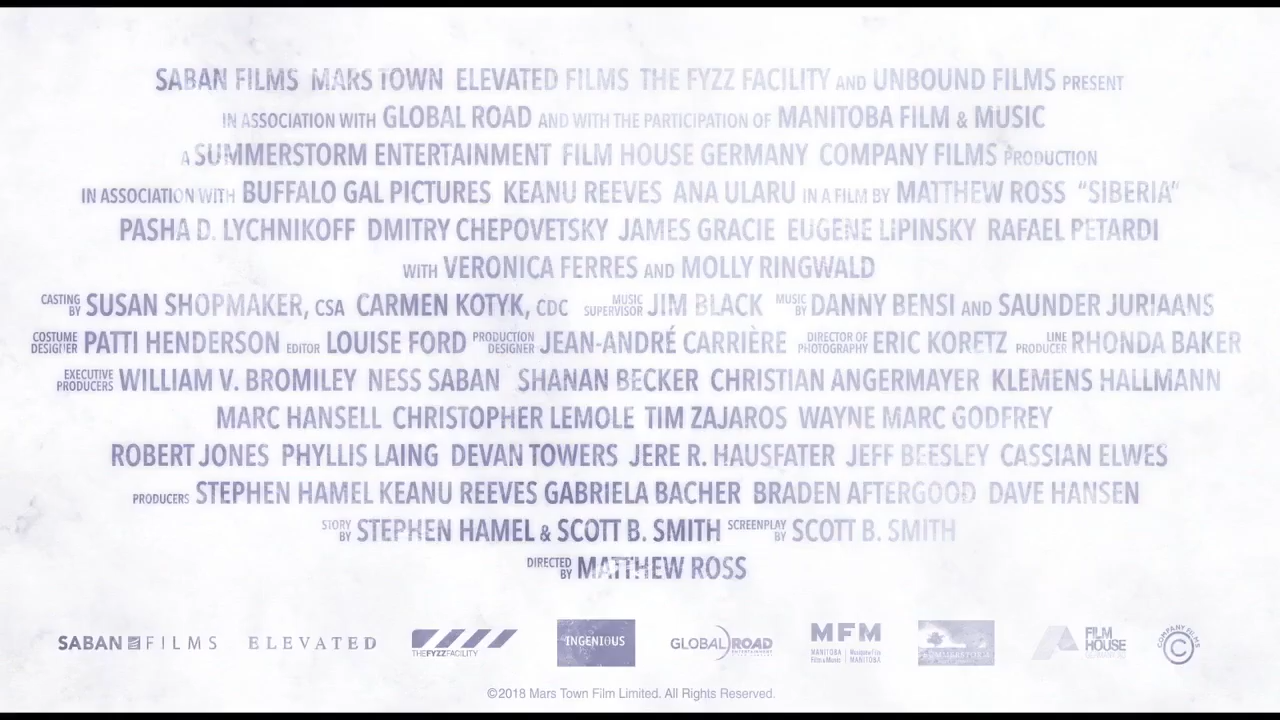 SABAN FILMS MARS TOWN ELEVATED FILMS THE FYZZ FACILITY AND UNBOUND FILMS PRESENT
IN ASSOCIATION WITH GLOBAL ROAD AND WITH THE PARTICIPATION OF MANITOBA FILM & MUSIC
A SUMMERSTORM ENTERTAINMENT FILM HOUSE GERMANY COMPANY FILMS PRODUCTION
IN ASSOCIATION WITH BUFFALO GAL PICTURES KEANU REEVES ANA ULARU IN A FILM BY MATTHEW ROSS “SIBERIA”
PASHA D. LYCHNIKOFF DMITRY CHEPOVETSKY JAMES GRACIE EUGENE LIPINSKY RAFAEL PETARDI
WITH VERONICA FERRES AND MOLLY RINGWALD
CASTING BY SUSAN SHOPMAKER, CSA CARMEN KOTYK, CDC MUSIC SUPERVISOR JIM BLACK MUSIC BY DANNY BENSI AND SAUNDER JURIAANS
COSTUME DESIGNER PATTI HENDERSON EDITOR LOUISE FORD PRODUCTION DESIGNER JEAN-ANDRÉ CARRIÈRE DIRECTOR OF PHOTOGRAPHY ERIC KORETZ LINE PRODUCER RHONDA BAKER
EXECUTIVE PRODUCERS WILLIAM V. BROMILEY NESS SABAN SHANAN BECKER CHRISTIAN ANGERMAYER KLEMENS HALLMANN
MARC HANSELL CHRISTOPHER LEMOLE TIM ZAJAROS WAYNE MARC GODFREY
ROBERT JONES PHYLLIS LAING DEVAN TOWERS JERE R. HAUSFATER JEFF BEESLEY CASSIAN ELWES
PRODUCERS STEPHEN HAMEL KEANU REEVES GABRIELA BACHER BRADEN AFTERGOOD DAVE HANSEN
STORY BY STEPHEN HAMEL & SCOTT B. SMITH SCREENPLAY BY SCOTT B. SMITH
DIRECTED BY MATTHEW ROSS
SABAN FILMS ELEVATED THE FYZZ FACILITY INGENIOUS GLOBAL ROAD ENTERTAINMENT MFM MANITOBA Film & Music Musique Film MANITOBA FILM HOUSE COMPANY FILMS C
©2018 Mars Town Film Limited. All Rights Reserved.